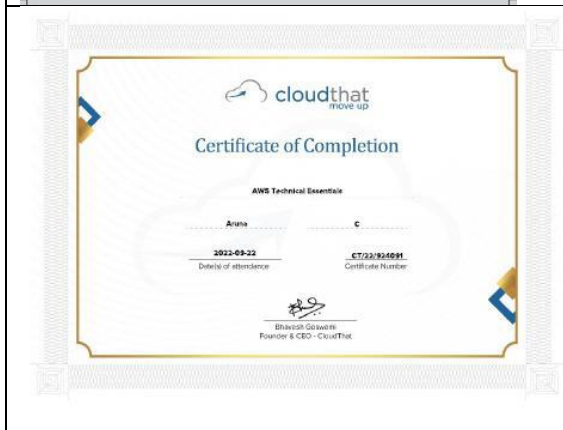 cloudthat
move up
Certificate of Completion
AWS Technical Essentials
Aruna C
2022-09-22 CT/22/924091
Date(s) of attendance Certificate Number
Bhavesh Goswami
Founder & CEO - CloudThat